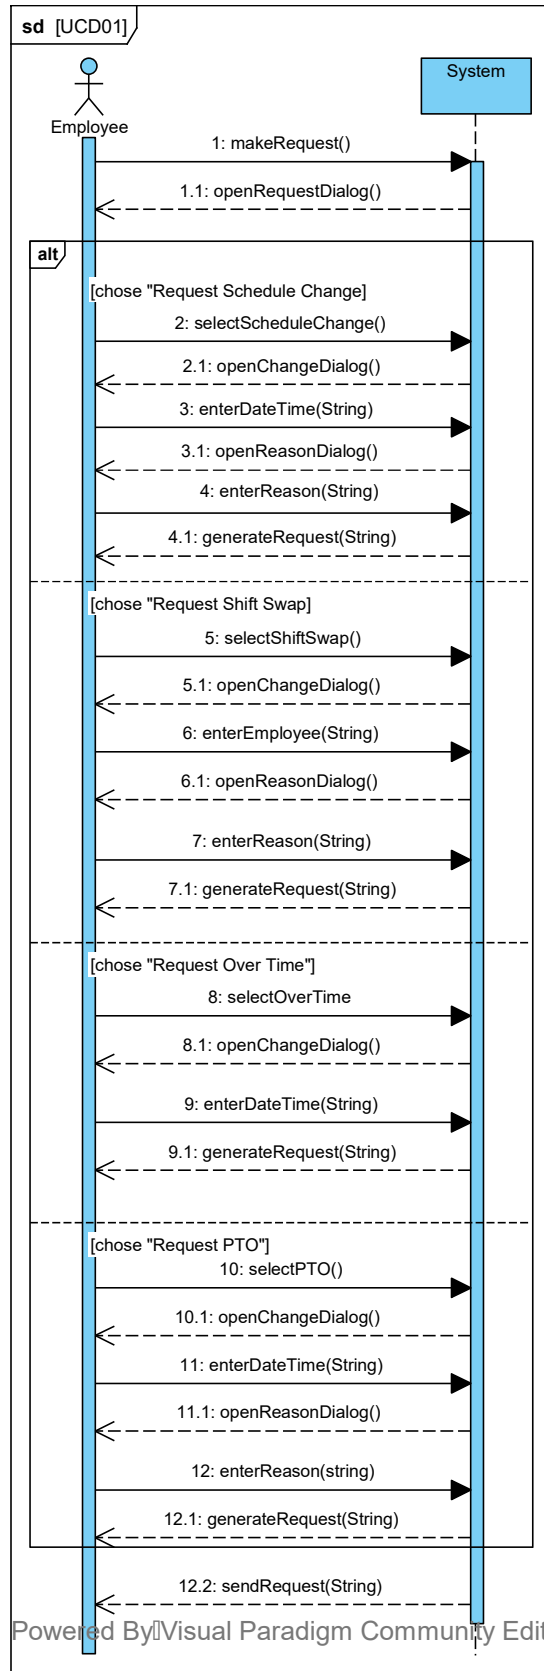 sd [UCD01]
System
Employee
1: makeRequest()
1.1: openRequestDialog()
alt
[chose "Request Schedule Change]
2: selectScheduleChange()
2.1: openChangeDialog()
3: enterDateTime(String)
3.1: openReasonDialog()
4: enterReason(String)
4.1: generateRequest(String)
[chose "Request Shift Swap]
5: selectShiftSwap()
5.1: openChangeDialog()
6: enterEmployee(String)
6.1: openReasonDialog()
7: enterReason(String)
7.1: generateRequest(String)
[chose "Request Over Time"]
8: selectOverTime
8.1: openChangeDialog()
9: enterDateTime(String)
9.1: generateRequest(String)
[chose "Request PTO"]
10: selectPTO()
10.1: openChangeDialog()
11: enterDateTime(String)
11.1: openReasonDialog()
12: enterReason(string)
12.1: generateRequest(String)
12.2: sendRequest(String)
Powered By Visual Paradigm Community Edit